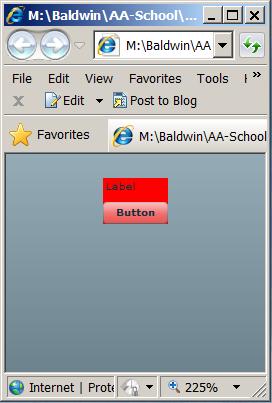 M:\Baldwin\AA-School\...
M:\Baldwin\AA
File Edit View Favorites Tools »
x Edit Post to Blog
Favorites M:\Baldwin\AA-School
Label
Button
Internet | Prote 225%